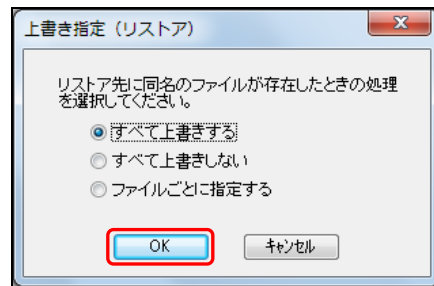 上書き指定（リストア）
リストア先に同名のファイルが存在したときの処理
を選択してください。
すべて上書きする
すべて上書きしない
ファイルごとに指定する
OK
キャンセル